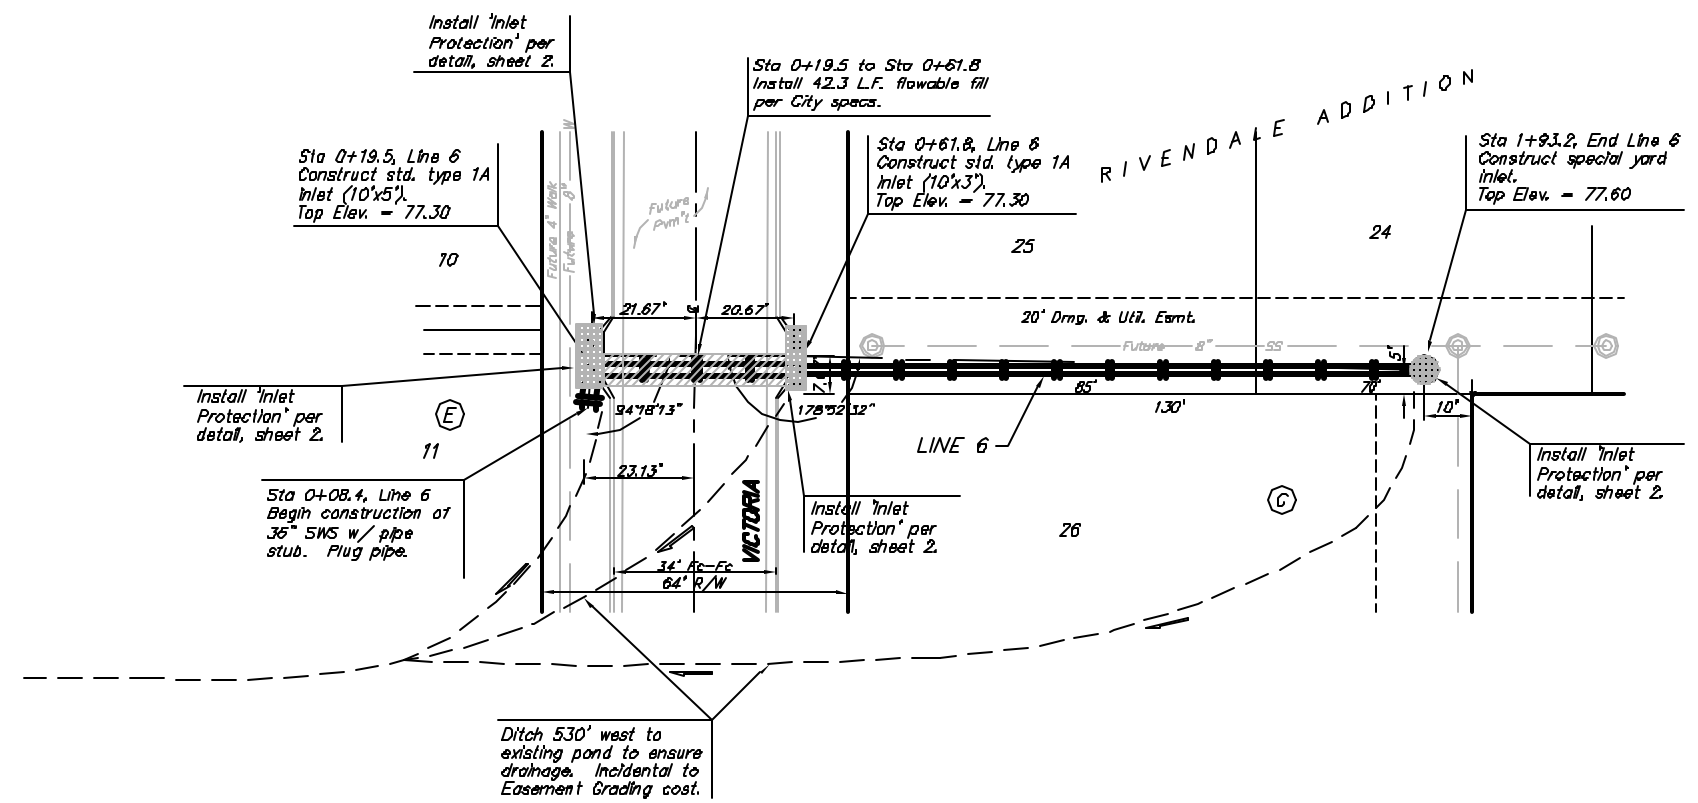 Install "Inlet
Protection" per
detail, sheet 2.
Sta 0+19.5 to Sta 0+61.8
Install 42.3 L.F. flowable fill
per City specs.
RIVENDALE ADDITION
Sta 0+19.5, Line 6
Construct std. type 1A
Inlet (10'x5').
Top Elev. = 77.30
Sta 0+61.8, Line 6
Construct std. type 1A
Inlet (10'x3').
Top Elev. = 77.30
Sta 1+93.2, End Line 6
Construct special yard
Inlet.
Top Elev. = 77.60
W
Future 4' Walk
Future 8"
Future
Pvm't
10
25
24
21.67'
20.67'
20' Drng. & Util. Esmt.
Future 8" SS
5'
85'
130'
10'
94°18'13"
178°52'32"
Install "Inlet
Protection" per
detail, sheet 2.
E
11
LINE 6
Install "Inlet
Protection" per
detail, sheet 2.
23.13'
Sta 0+08.4, Line 6
Begin construction of
36" SWS w/ pipe
stub. Plug pipe.
VICTORIA
Install "Inlet
Protection" per
detail, sheet 2.
26
34' Fc-Fc
64' R/W
Ditch 530' west to
existing pond to ensure
drainage. Incidental to
Easement Grading cost.